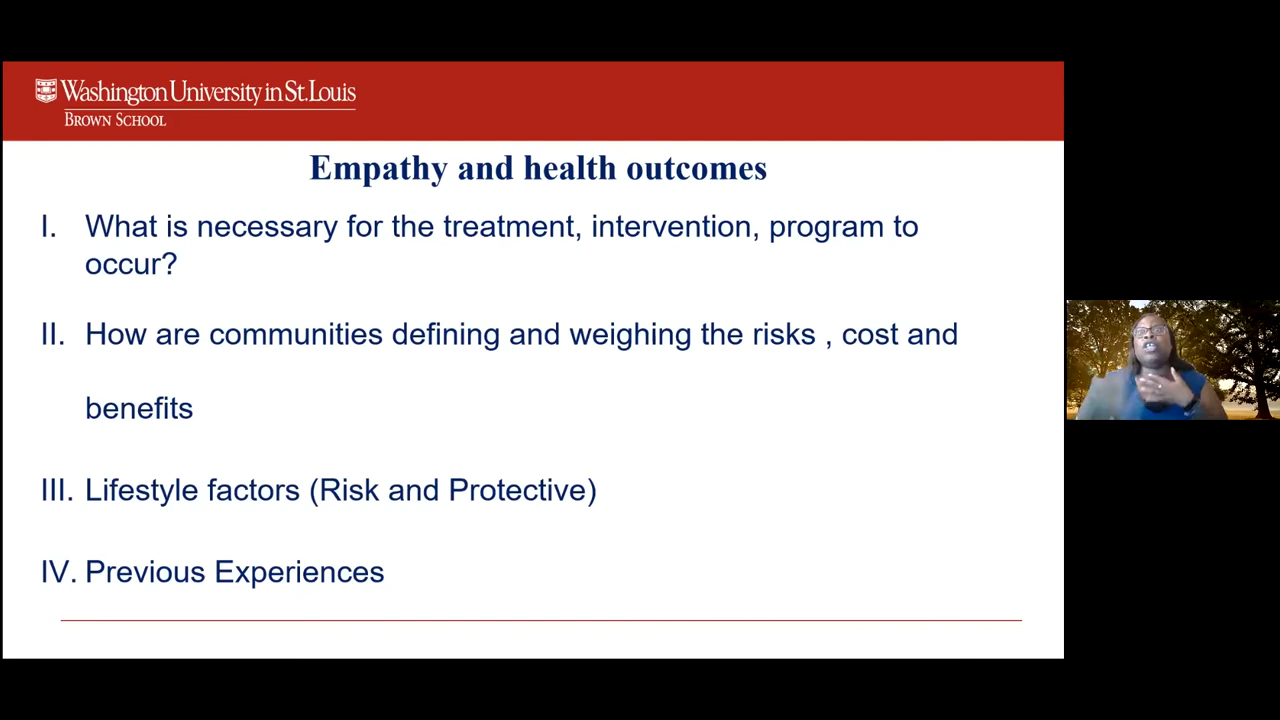 Washington University in St. Louis
BROWN SCHOOL
Empathy and health outcomes
I. What is necessary for the treatment, intervention, program to
occur?
II. How are communities defining and weighing the risks , cost and
benefits
III. Lifestyle factors (Risk and Protective)
IV. Previous Experiences